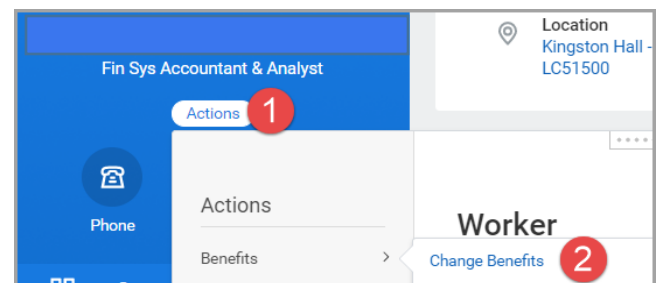 Location
Kingston Hall -
LC51500
Fin Sys Accountant & Analyst
Actions 1
Phone
Actions
Worker
Benefits >
Change Benefits 2